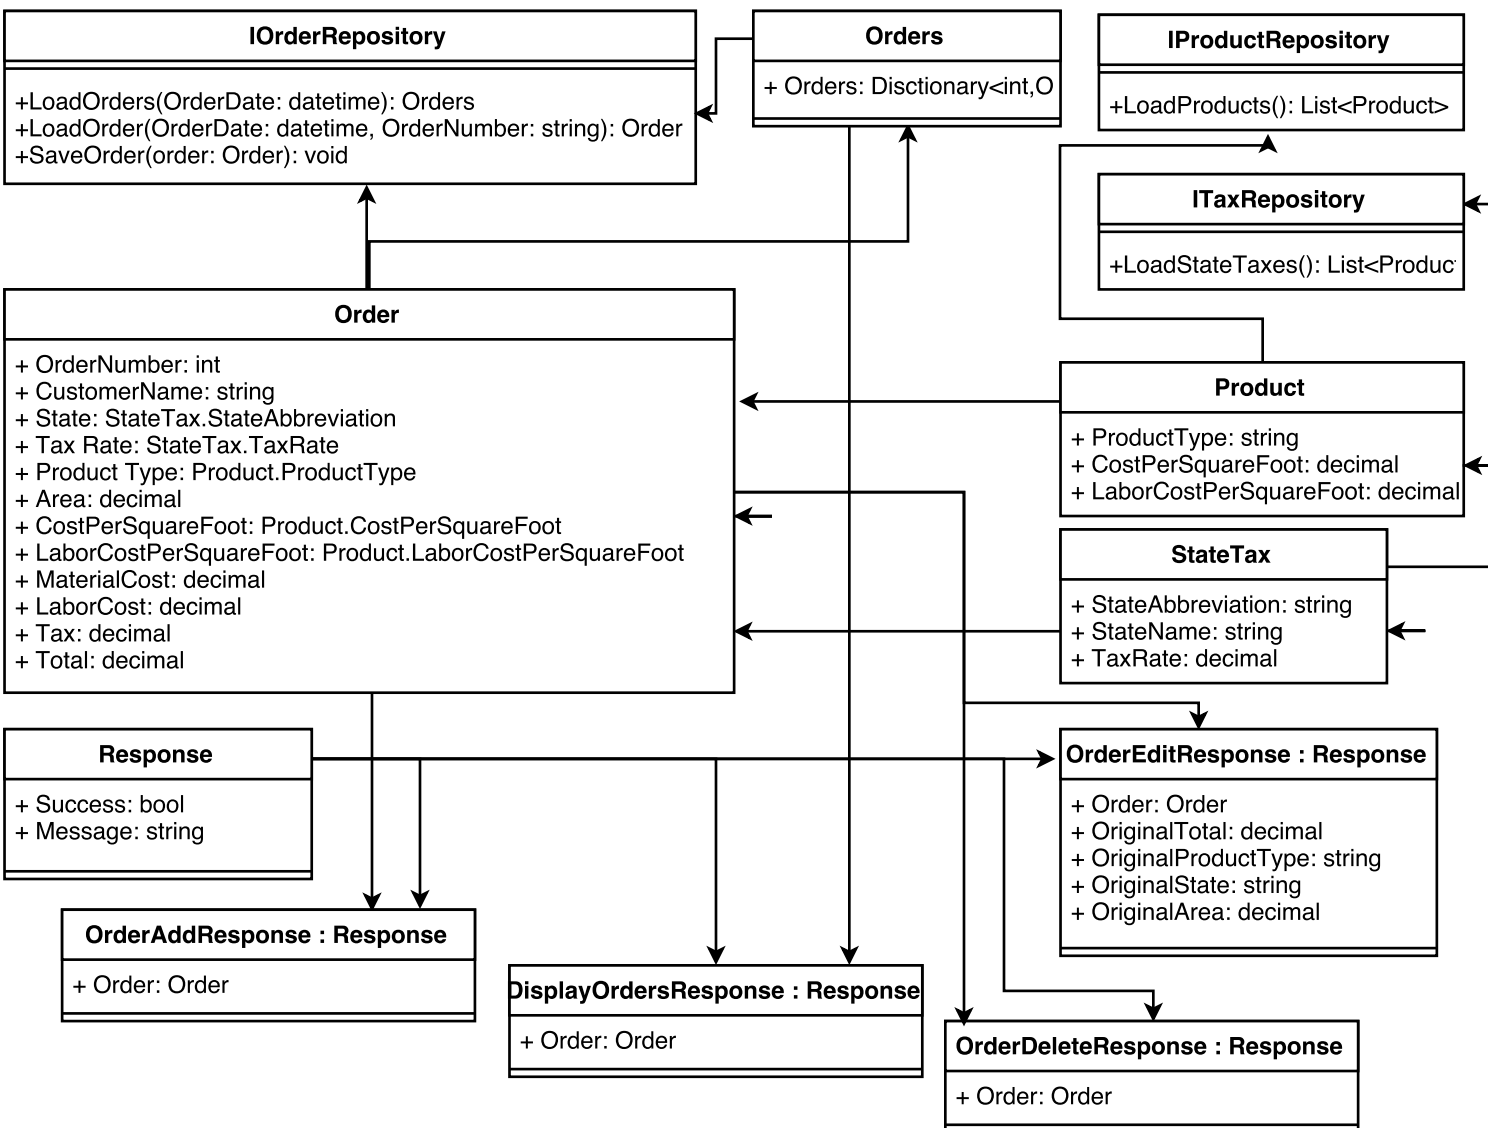 IOrderRepository
+LoadOrders(OrderDate: datetime): Orders
+LoadOrder(OrderDate: datetime, OrderNumber: string): Order
+SaveOrder(order: Order): void
Orders
+ Orders: Disctionary<int,O
IProductRepository
+LoadProducts(): List<Product>
ITaxRepository
+LoadStateTaxes(): List<Produc
Order
+ OrderNumber: int
+ CustomerName: string
+ State: StateTax.StateAbbreviation
+ Tax Rate: StateTax.TaxRate
+ Product Type: Product.ProductType
+ Area: decimal
+ CostPerSquareFoot: Product.CostPerSquareFoot
+ LaborCostPerSquareFoot: Product.LaborCostPerSquareFoot
+ MaterialCost: decimal
+ LaborCost: decimal
+ Tax: decimal
+ Total: decimal
Product
+ ProductType: string
+ CostPerSquareFoot: decimal
+ LaborCostPerSquareFoot: decimal
StateTax
+ StateAbbreviation: string
+ StateName: string
+ TaxRate: decimal
Response
+ Success: bool
+ Message: string
OrderEditResponse : Response
+ Order: Order
+ OriginalTotal: decimal
+ OriginalProductType: string
+ OriginalState: string
+ OriginalArea: decimal
OrderAddResponse : Response
+ Order: Order
DisplayOrdersResponse : Response
+ Order: Order
OrderDeleteResponse : Response
+ Order: Order